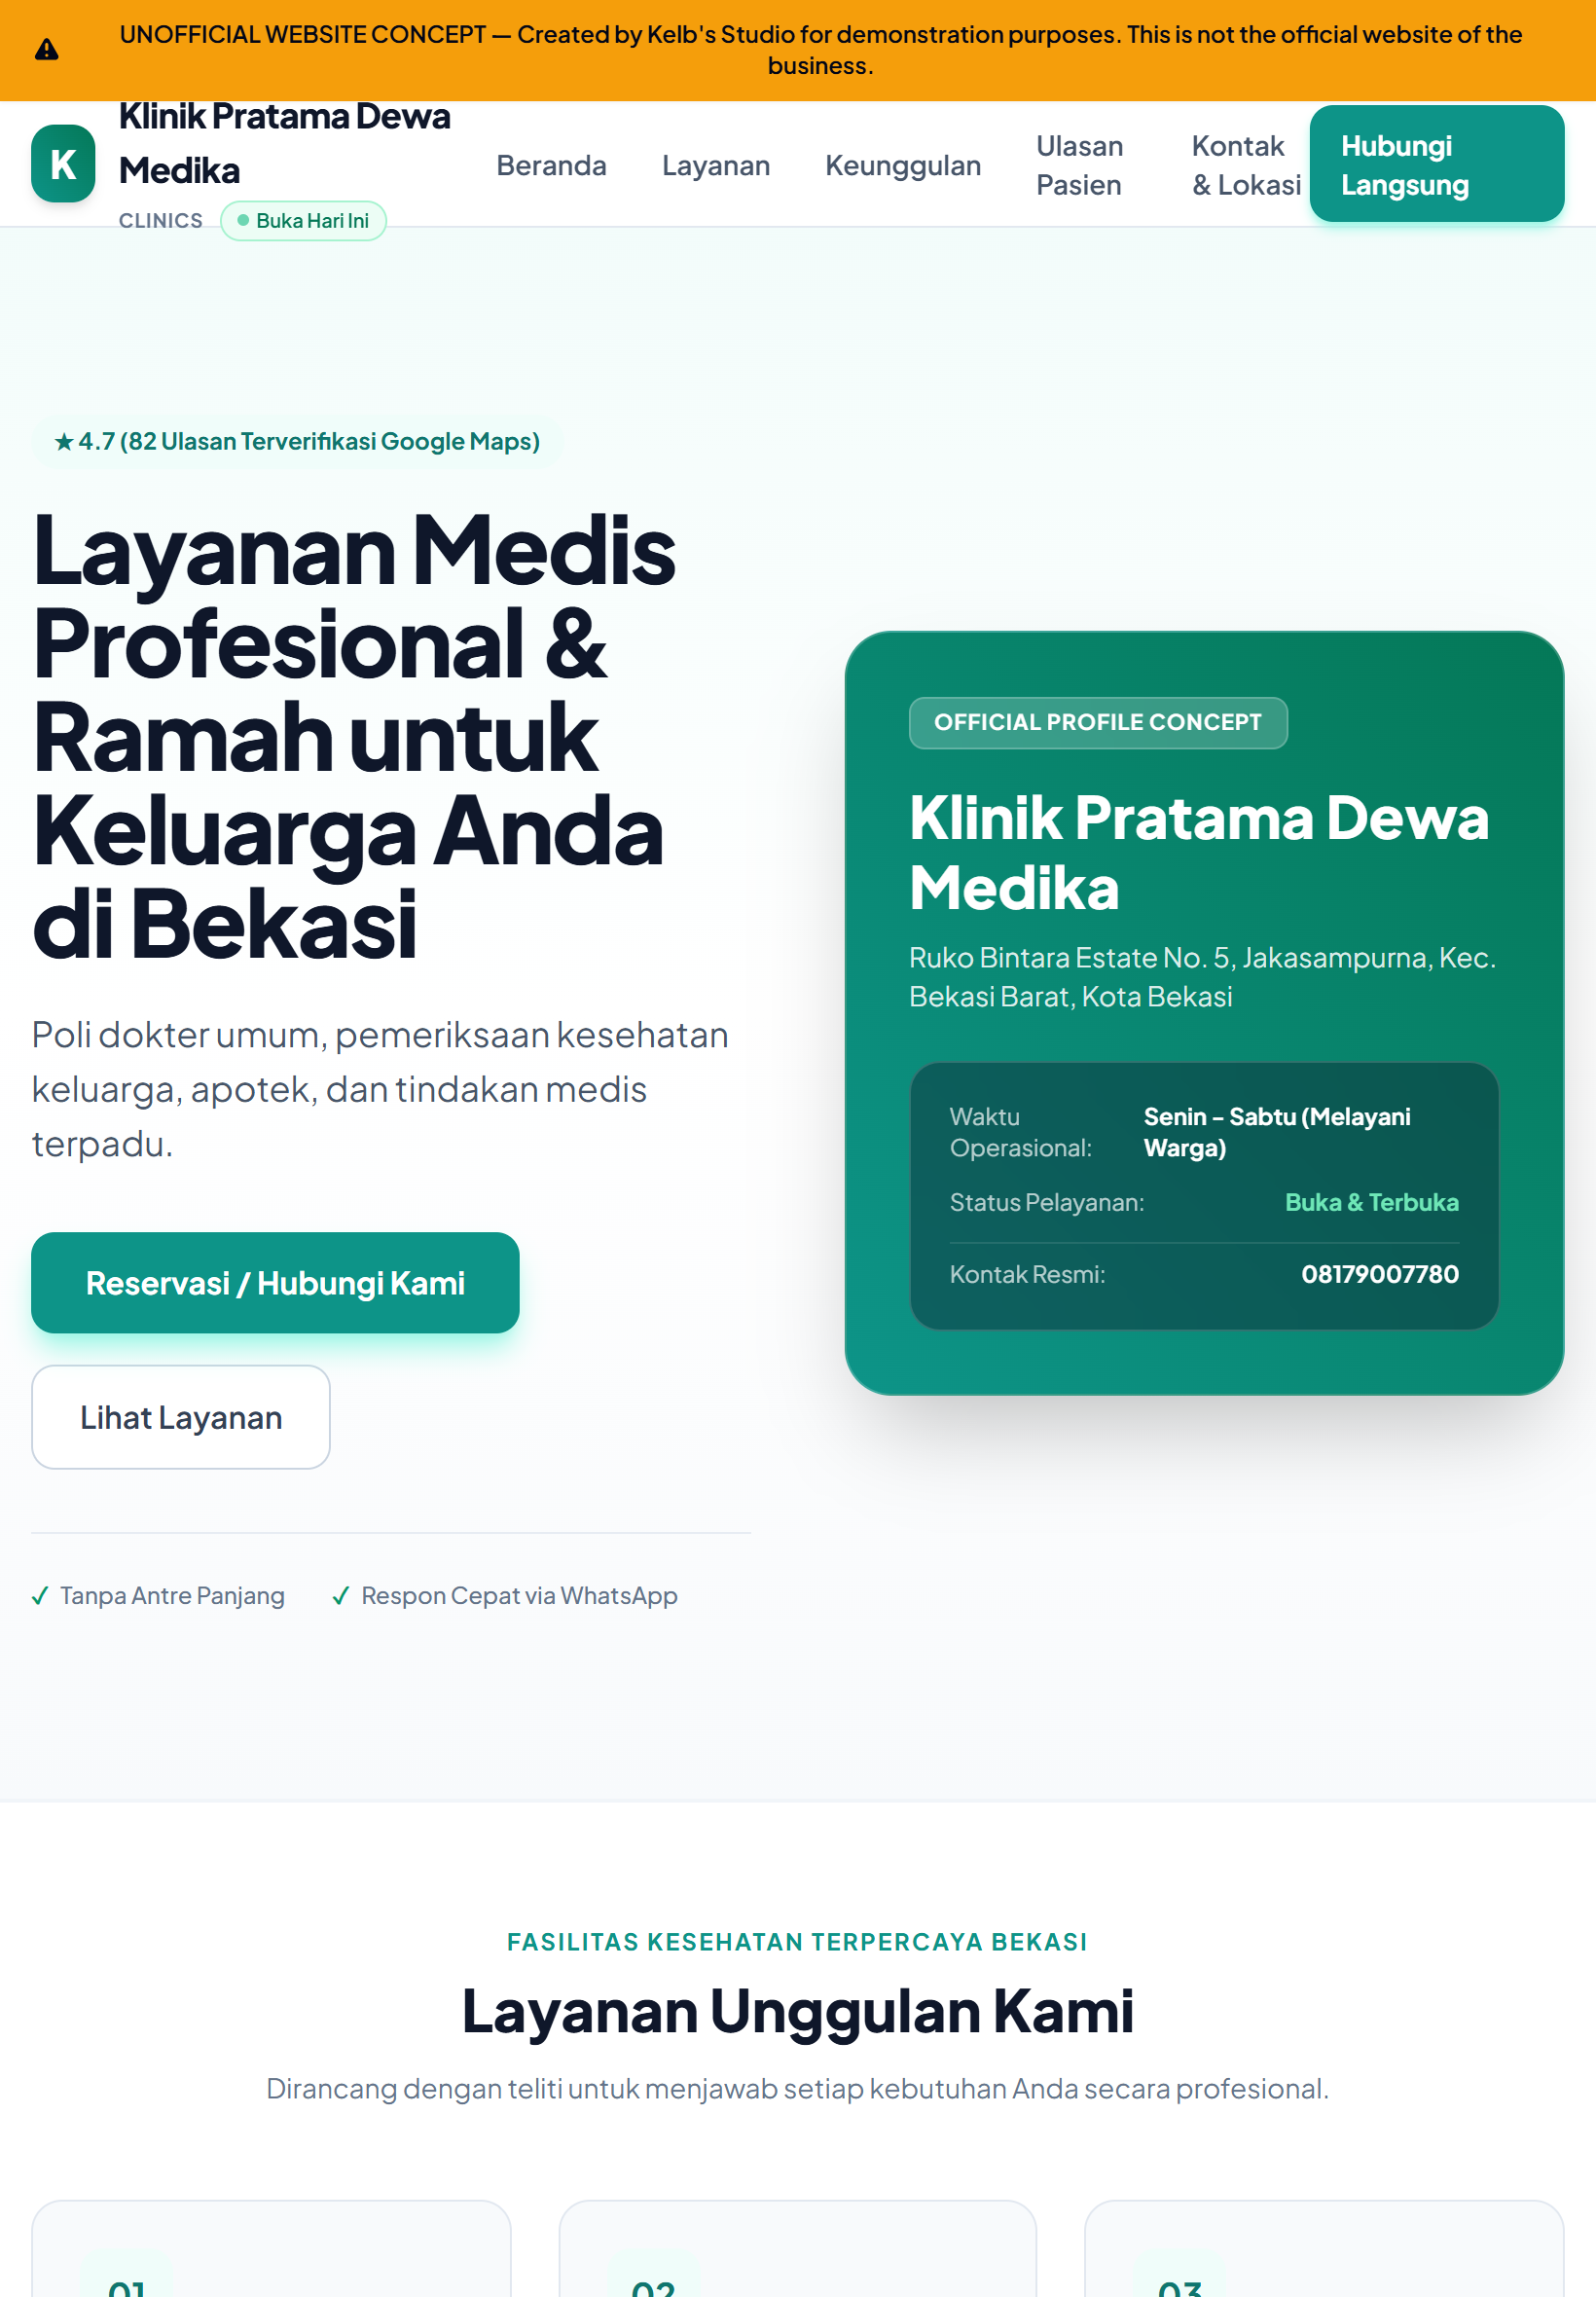 UNOFFICIAL WEBSITE CONCEPT — Created by Kelb's Studio for demonstration purposes. This is not the official website of the
business.
K
Klinik Pratama Dewa
Medika
CLINICS
Buka Hari Ini
Beranda
Layanan
Keunggulan
Ulasan
Pasien
Kontak
& Lokasi
Hubungi
Langsung
★ 4.7 (82 Ulasan Terverifikasi Google Maps)
Layanan Medis
Profesional &
Ramah untuk
Keluarga Anda
di Bekasi
Poli dokter umum, pemeriksaan kesehatan
keluarga, apotek, dan tindakan medis
terpadu.
Reservasi / Hubungi Kami
Lihat Layanan
✓ Tanpa Antre Panjang
✓ Respon Cepat via WhatsApp
OFFICIAL PROFILE CONCEPT
Klinik Pratama Dewa
Medika
Ruko Bintara Estate No. 5, Jakasampurna, Kec.
Bekasi Barat, Kota Bekasi
Waktu
Operasional:
Senin – Sabtu (Melayani
Warga)
Status Pelayanan:
Buka & Terbuka
Kontak Resmi:
08179007780
FASILITAS KESEHATAN TERPERCAYA BEKASI
Layanan Unggulan Kami
Dirancang dengan teliti untuk menjawab setiap kebutuhan Anda secara profesional.
01
02
03